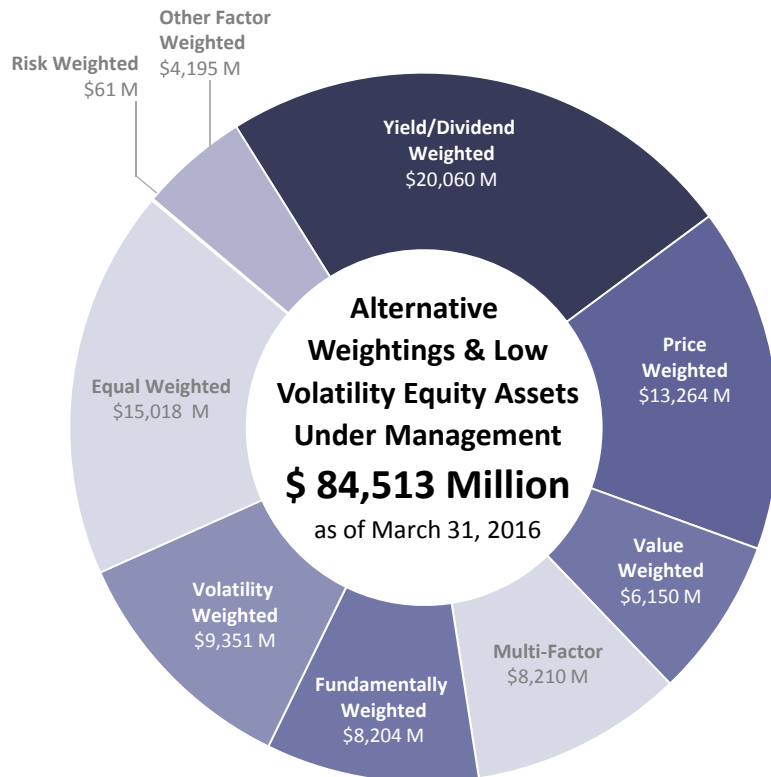 Other Factor
Weighted
$4,195 M
Risk Weighted
$61 M
Yield/Dividend
Weighted
$20,060 M
Price
Weighted
$13,264 M
Value
Weighted
$6,150 M
Multi-Factor
$8,210 M
Fundamentally
Weighted
$8,204 M
Volatility
Weighted
$9,351 M
Equal Weighted
$15,018 M
Alternative
Weightings & Low
Volatility Equity Assets
Under Management
$ 84,513 Million
as of March 31, 2016